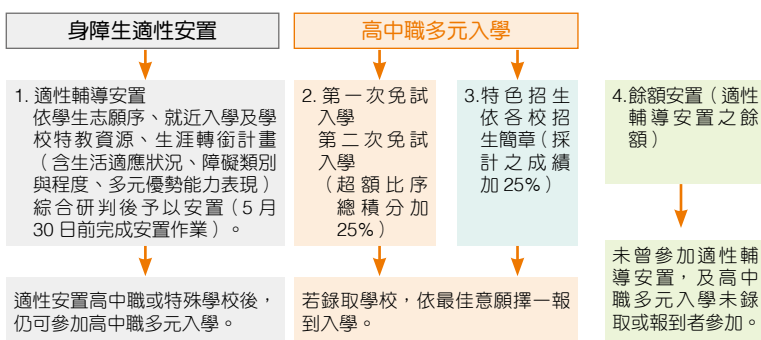 身障生適性安置
高中職多元入學
1. 適性輔導安置
依學生志願序、就近入學及學
校特教資源、生涯轉銜計畫
（含生活適應狀況、障礙類別
與程度、多元優勢能力表現）
綜合研判後予以安置（5 月
30 日前完成安置作業）。
2. 第一次免試
入學
第二次免試
入學
（超額比序
總積分加
25%）
3.特色招生
依各校招
生簡章（採
計之成績
加 25%）
4.餘額安置（適性
輔導安置之餘
額）
適性安置高中職或特殊學校後，
仍可參加高中職多元入學。
若錄取學校，依最佳意願擇一報
到入學。
未曾參加適性輔
導安置，及高中
職多元入學未錄
取或報到者參加。